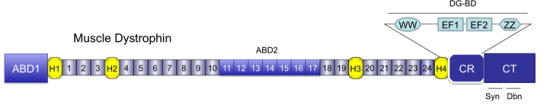 DG-BD
WW EF1 EF2 ZZ
Muscle Dystrophin
ABD2
ABD1 H1 1 2 3 H2 4 5 6 7 8 9 10 11 12 13 14 15 16 17 18 19 H3 20 21 22 23 24 H4 CR CT
Syn Dbn